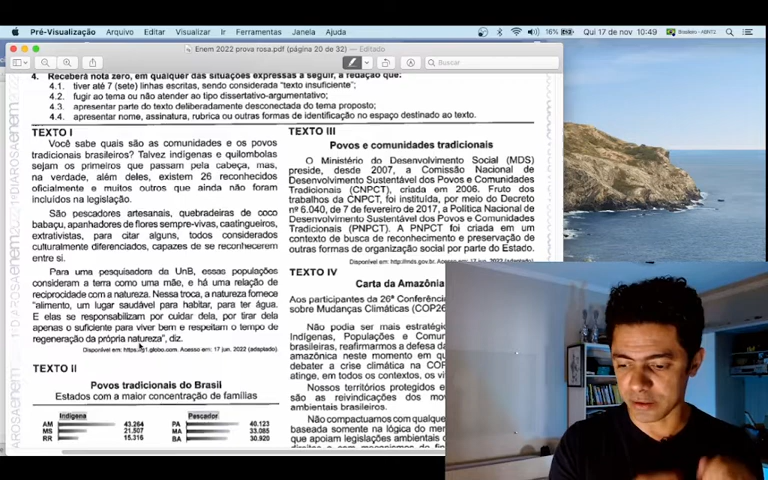 Pré-Visualização Arquivo Editar Visualizar Ir Ferramentas Janela Ajuda
16% Qui 17 de nov 10:49 Brasileiro - ABNT2
Enem 2022 prova rosa.pdf (página 20 de 32) — Editado
Buscar
4. Receberá nota zero, em qualquer das situações expressas a seguir, a redação que:
4.1. tiver até 7 (sete) linhas escritas, sendo considerada "texto insuficiente";
4.2. fugir ao tema ou não atender ao tipo dissertativo-argumentativo;
4.3. apresentar parte do texto deliberadamente desconectada do tema proposto;
4.4. apresentar nome, assinatura, rubrica ou outras formas de identificação no espaço destinado ao texto.
TEXTO I
Você sabe quais são as comunidades e os povos
tradicionais brasileiros? Talvez indígenas e quilombolas
sejam os primeiros que passam pela cabeça, mas,
na verdade, além deles, existem 26 reconhecidos
oficialmente e muitos outros que ainda não foram
incluídos na legislação.
São pescadores artesanais, quebradeiras de coco
babaçu, apanhadores de flores sempre-vivas, caatingueiros,
extrativistas, para citar alguns, todos considerados
culturalmente diferenciados, capazes de se reconhecerem
entre si.
Para uma pesquisadora da UnB, essas populações
consideram a terra como uma mãe, e há uma relação de
reciprocidade com a natureza. Nessa troca, a natureza fornece
"alimento, um lugar saudável para habitar, para ter água.
E elas se responsabilizam por cuidar dela, por tirar dela
apenas o suficiente para viver bem e respeitam o tempo de
regeneração da própria natureza", diz.
Disponível em: https://g1.globo.com. Acesso em: 17 jun. 2022 (adaptado)
TEXTO II
Povos tradicionais do Brasil
Estados com a maior concentração de famílias
Indígena Pescador
AM 43.264 PA 40.123
MS 21.507 MA 33.085
RR 15.316 BA 30.920
TEXTO III
Povos e comunidades tradicionais
O Ministério do Desenvolvimento Social (MDS)
preside, desde 2007, a Comissão Nacional de
Desenvolvimento Sustentável dos Povos e Comunidades
Tradicionais (CNPCT), criada em 2006. Fruto dos
trabalhos da CNPCT, foi instituída, por meio do Decreto
nº 6.040, de 7 de fevereiro de 2017, a Política Nacional de
Desenvolvimento Sustentável dos Povos e Comunidades
Tradicionais (PNPCT). A PNPCT foi criada em um
contexto de busca de reconhecimento e preservação de
outras formas de organização social por parte do Estado.
Disponível em: http://mds.gov.br. Acesso em: 17 jun. 2022 (adaptado)
TEXTO IV
Carta da Amazônia
Aos participantes da 26ª Conferênc
sobre Mudanças Climáticas (COP26
Não podia ser mais estratégi
Indígenas, Populações e Comunid
brasileiras, reafirmarmos a defesa da
amazônica neste momento em qu
debater a crise climática na COP
atinge, em todos os contextos, os vi
Nossos territórios protegidos e
são as reivindicações dos mov
ambientais brasileiros.
Não compactuamos com qualque
baseada somente na lógica do mer
que apoiam legislações ambientais